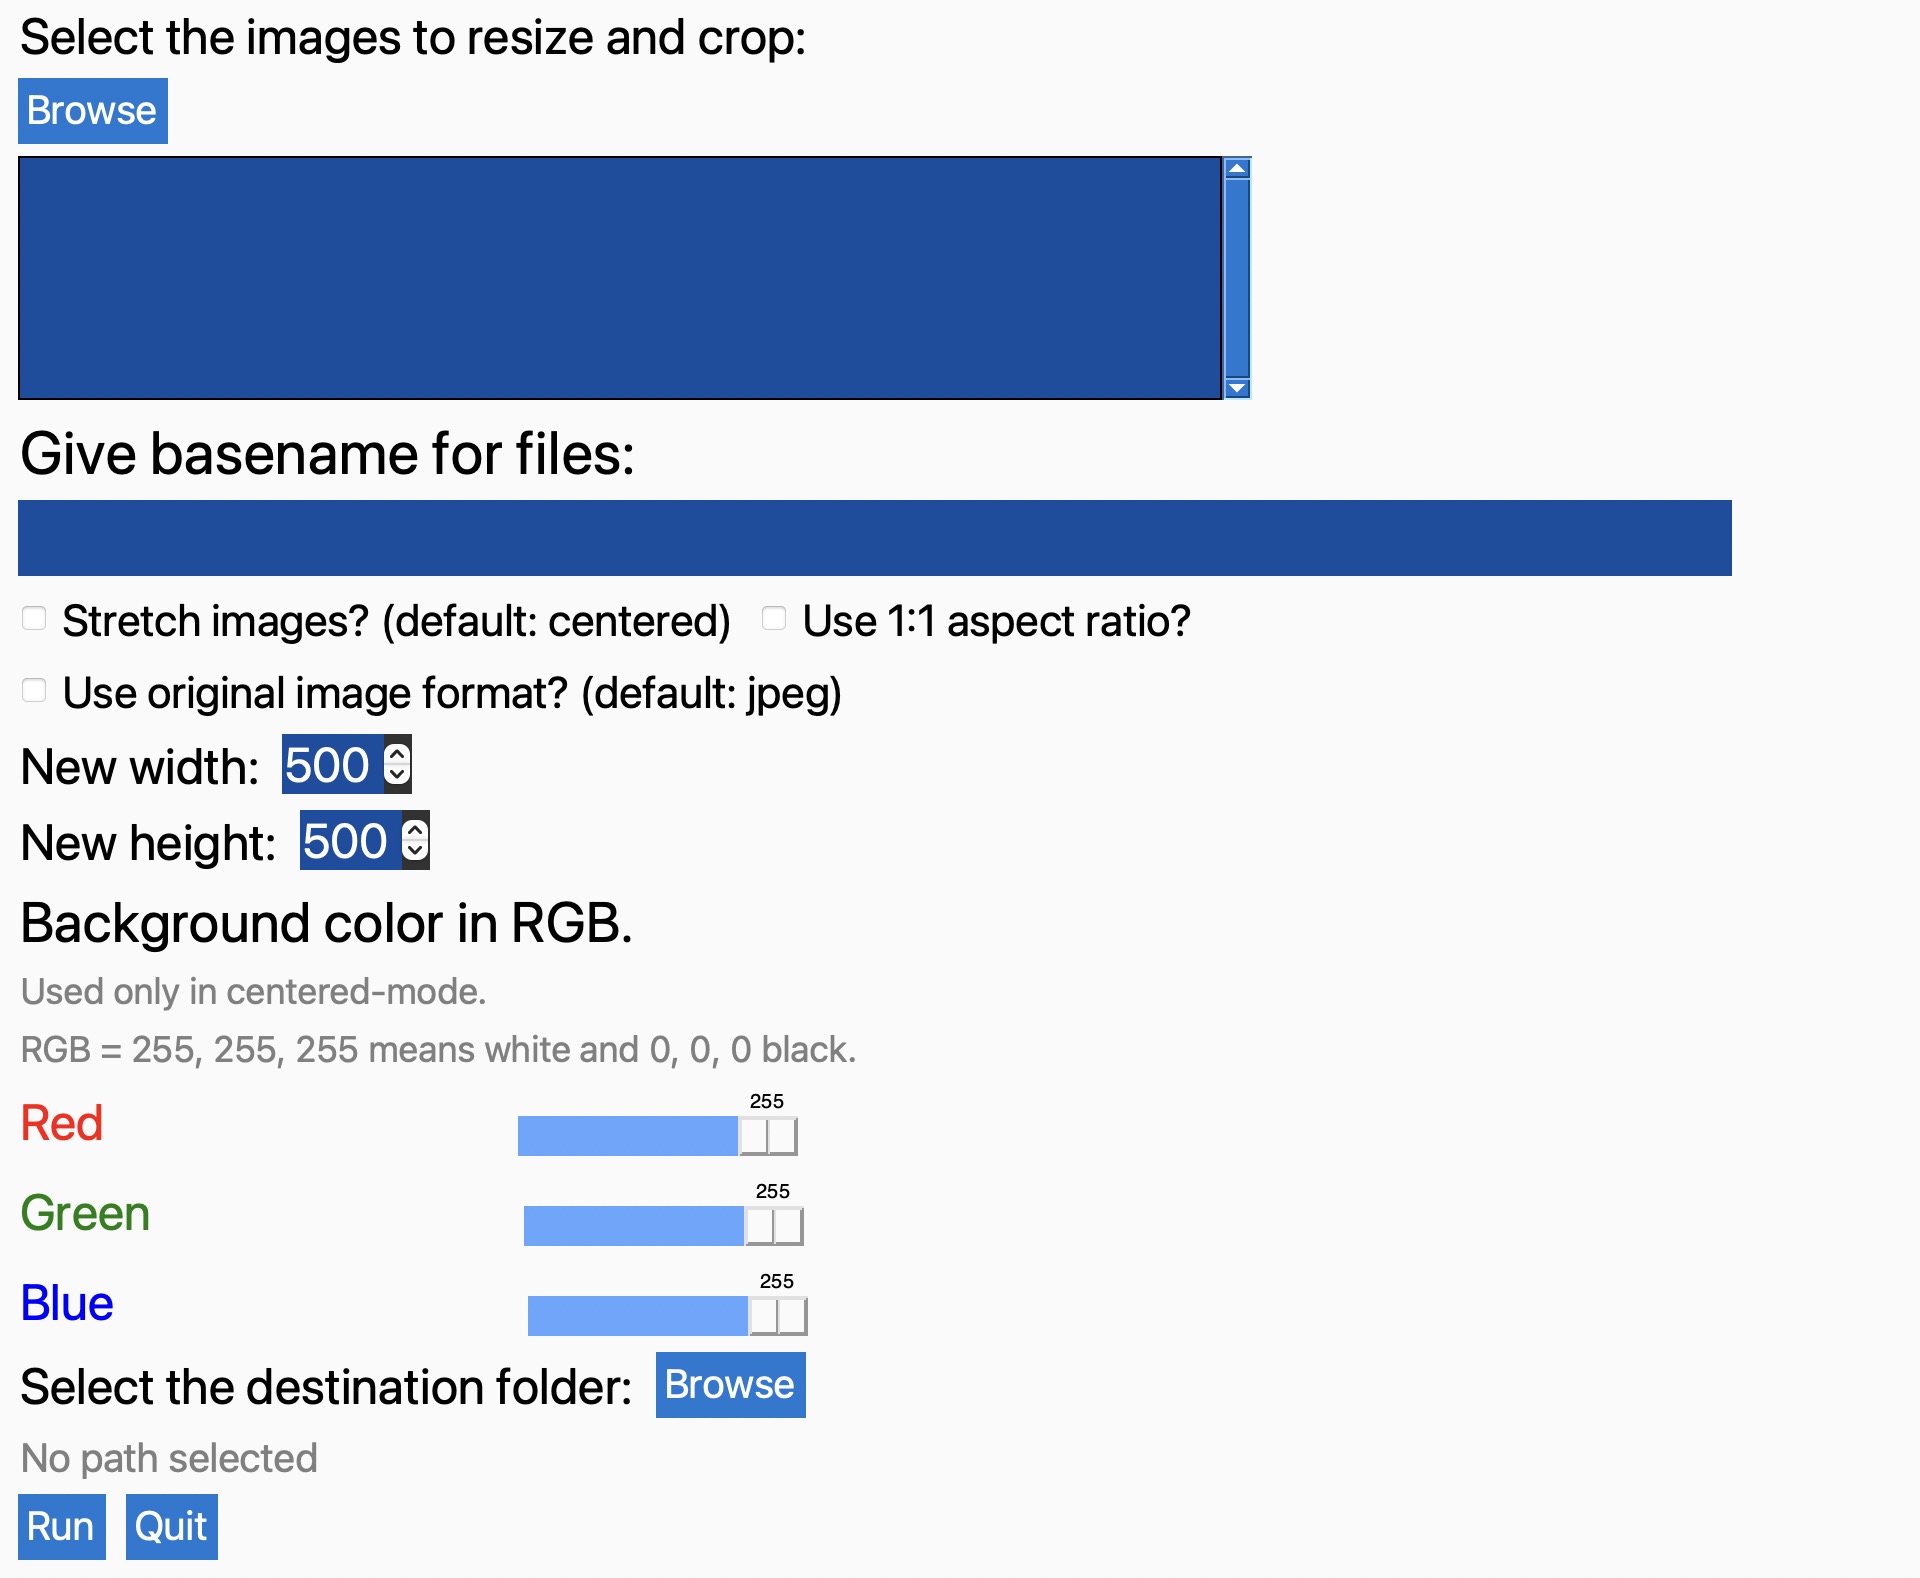 Select the images to resize and crop:
Browse
Give basename for files:
Stretch images? (default: centered) Use 1:1 aspect ratio?
Use original image format? (default: jpeg)
New width: 500
New height: 500
Background color in RGB.
Used only in centered-mode.
RGB = 255, 255, 255 means white and 0, 0, 0 black.
255
Red
255
Green
255
Blue
Select the destination folder: Browse
No path selected
Run Quit